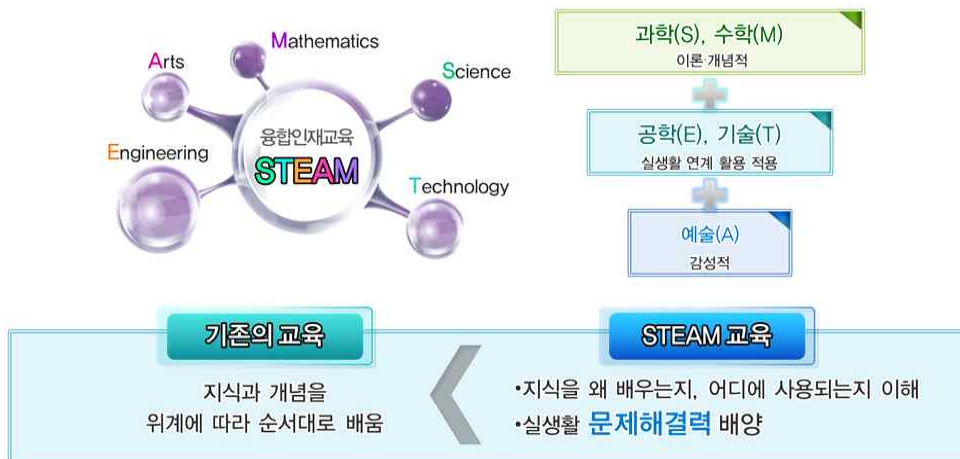 Mathematics
Arts
Science
융합인재교육
STEAM
Engineering
Technology
과학(S), 수학(M)
이론 개념적
공학(E), 기술(T)
실생활 연계 활용 적용
예술(A)
감성적
기존의 교육
지식과 개념을
위계에 따라 순서대로 배움
STEAM 교육
•지식을 왜 배우는지, 어디에 사용되는지 이해
•실생활 문제해결력 배양